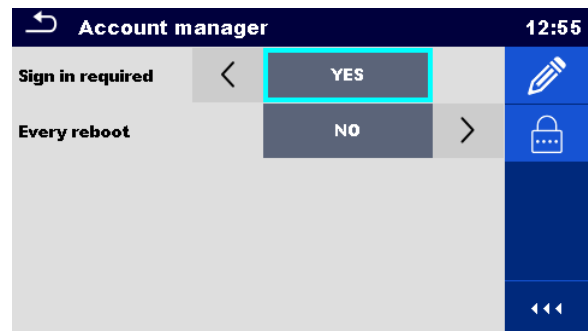 Account manager 12:55
Sign in required YES
Every reboot NO